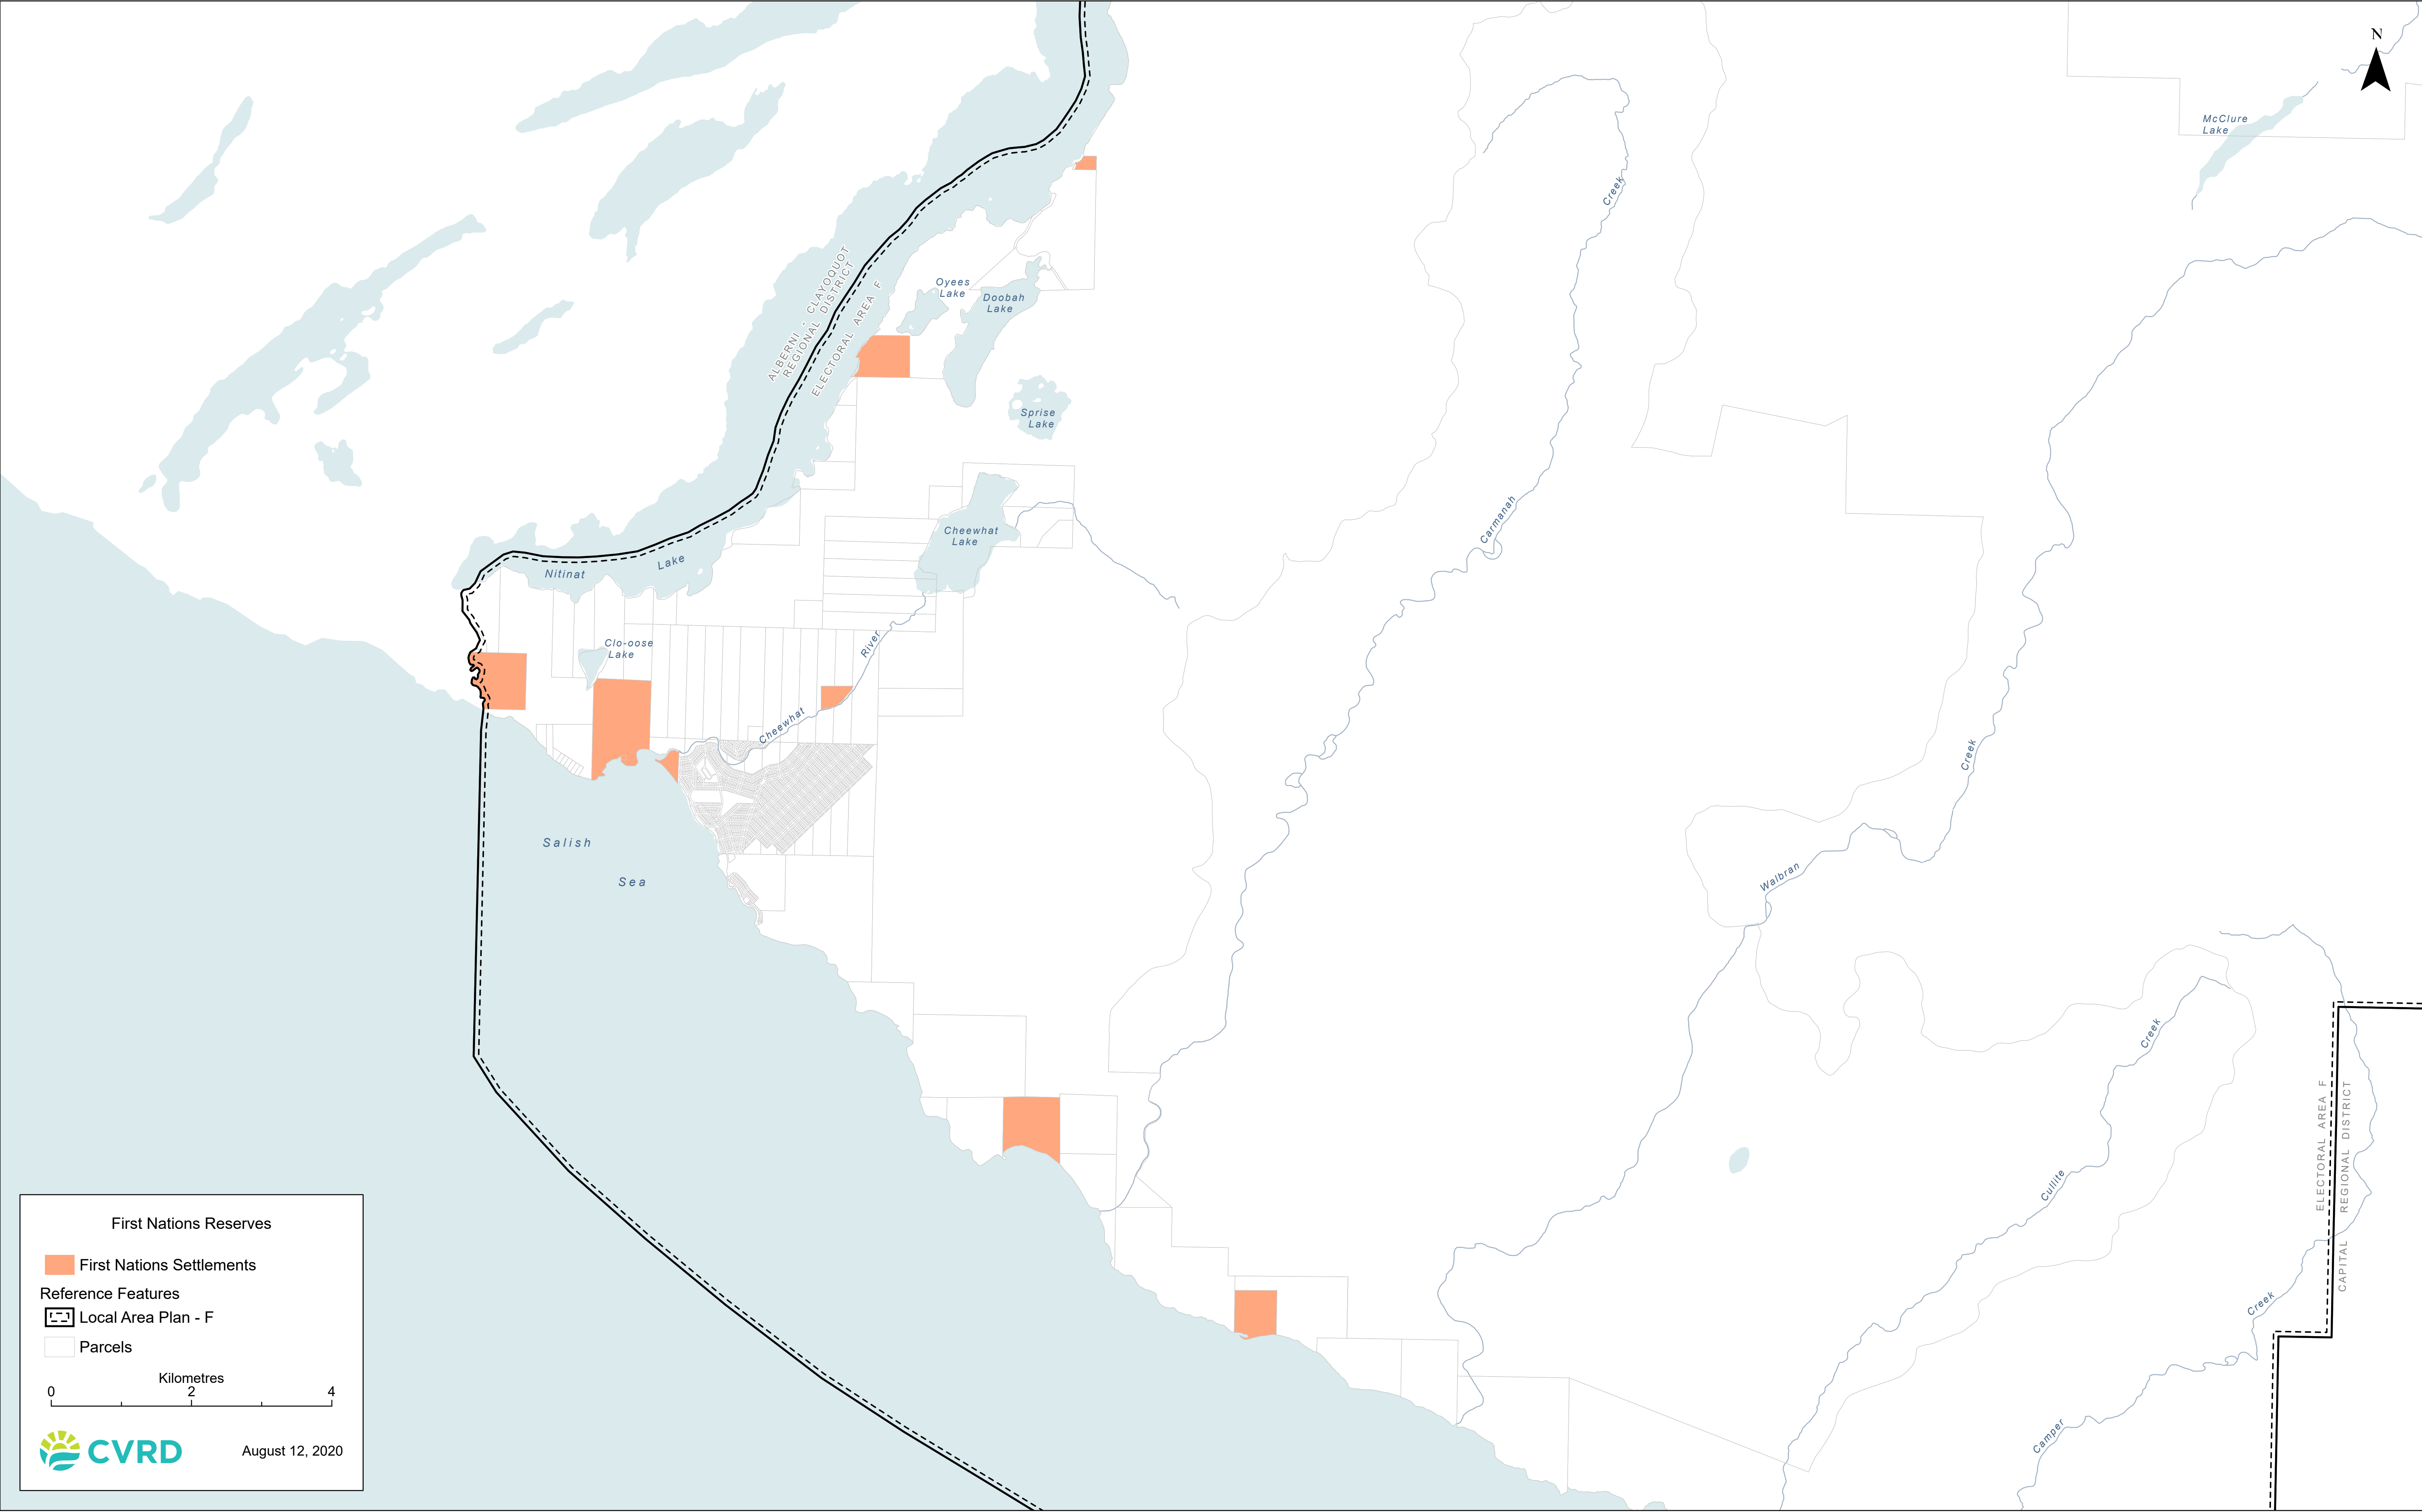 N
McClure
Lake
Creek
ALBERNI - CLAYOQUOT
REGIONAL DISTRICT
ELECTORAL AREA F
Oyees
Lake
Doobah
Lake
Sprise
Lake
Carmanah
Cheewhat
Lake
Nitinat
Lake
Clo-oose
Lake
River
Cheewhat
Creek
Salish
Sea
Walbran
Creek
Cullite
ELECTORAL AREA F
CAPITAL REGIONAL DISTRICT
Creek
Camper
First Nations Reserves
First Nations Settlements
Reference Features
Local Area Plan - F
Parcels
Kilometres
0 2 4
CVRD
August 12, 2020